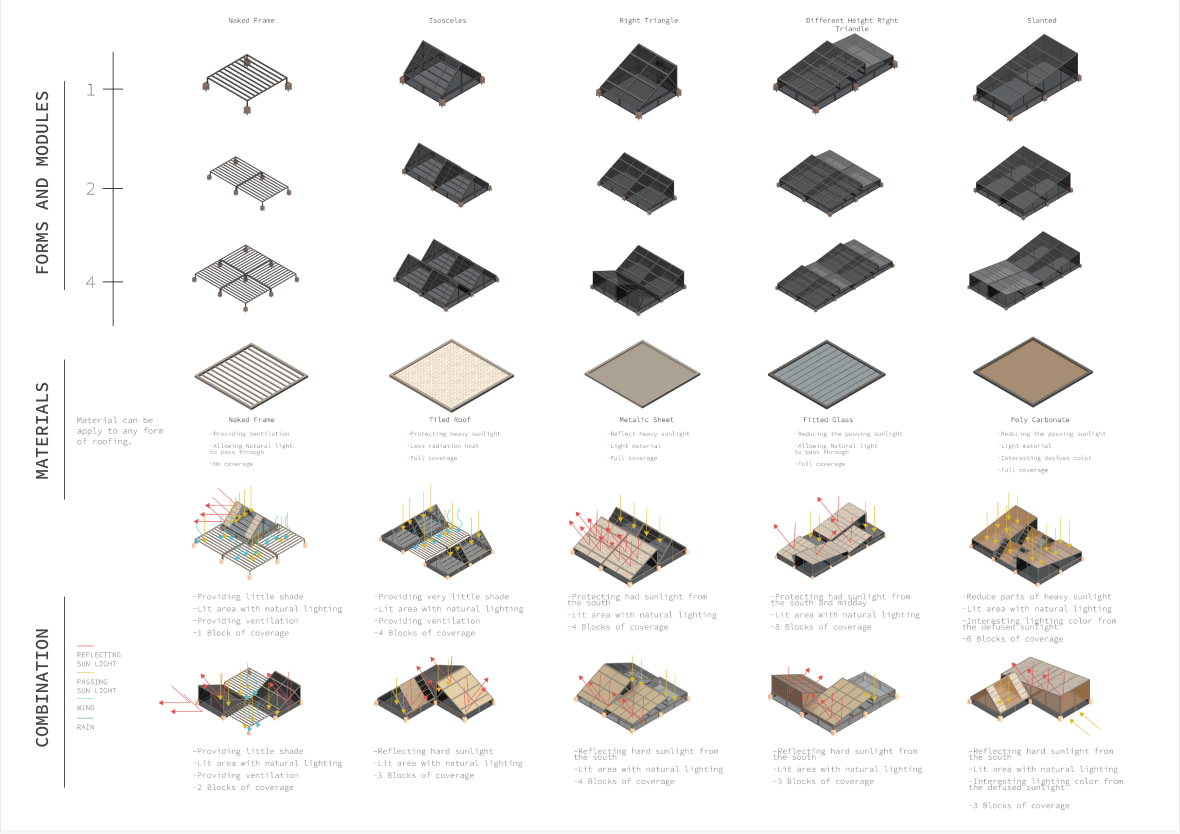 Naked Frame
Isosceles
Right Triangle
Different Height Right
Triandle
Slanted
FORMS AND MODULES
1
2
4
MATERIALS
Material can be
apply to any form
of roofing.
Naked Frame
-Providing Ventilation
-Allowing Natural light
to pass through
-No coverage
Tiled Roof
-Protecting heavy sunlight
-Less radiation heat
-Full coverage
Metalic Sheet
-Reflect heavy sunlight
-Light material
-Full coverage
Fitted Glass
-Reducing the passing sunlight
-Allowing Natural light
to pass through
-full coverage
Poly Carbonate
-Reducing the passing sunlight
-Light material
-Interesting desfues color
-full coverage
COMBINATION
REFLECTING
SUN LIGHT
PASSING
SUN LIGHT
WIND
RAIN
-Providing little shade
-Lit area with natural lighting
-Providing ventilation
-1 Block of coverage
-Providing very little shade
-Lit area with natural lighting
-Providing ventilation
-4 Blocks of coverage
-Protecting had sunlight from
the south
-Lit area with natural lighting
-4 Blocks of coverage
-Protecting had sunlight from
the south and midday
-Lit area with natural lighting
-8 Blocks of coverage
-Reduce parts of heavy sunlight
-Lit area with natural lighting
-Interesting lighting color from
the defused sunlight
-6 Blocks of coverage
-Providing little shade
-Lit area with natural lighting
-Providing ventilation
-2 Blocks of coverage
-Reflecting hard sunlight
-Lit area with natural lighting
-3 Blocks of coverage
-Reflecting hard sunlight from
the south
-Lit area with natural lighting
-4 Blocks of coverage
-Reflecting hard sunlight from
the south
-Lit area with natural lighting
-3 Blocks of coverage
-Reflecting hard sunlight from
the south
-Lit area with natural lighting
-Interesting lighting color from
the defused sunlight
-3 Blocks of coverage